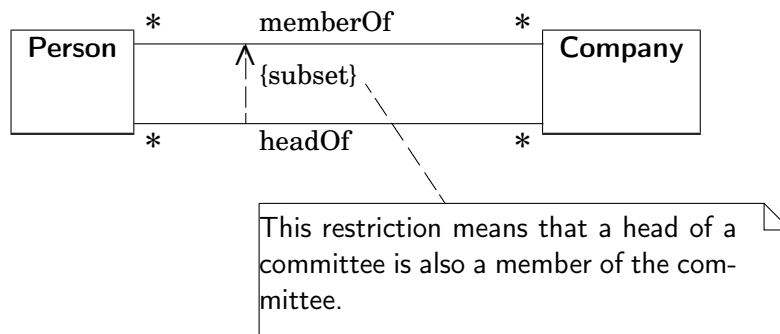 * memberOf *
Person Company
{subset}
* headOf *
This restriction means that a head of a
committee is also a member of the com-
mittee.